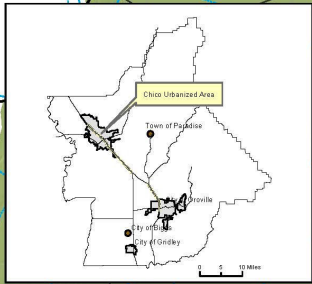 Chico Urbanized Area
Town of Paradise
Oroville
City of Biggs
City of Gridley
0 5 10 Miles